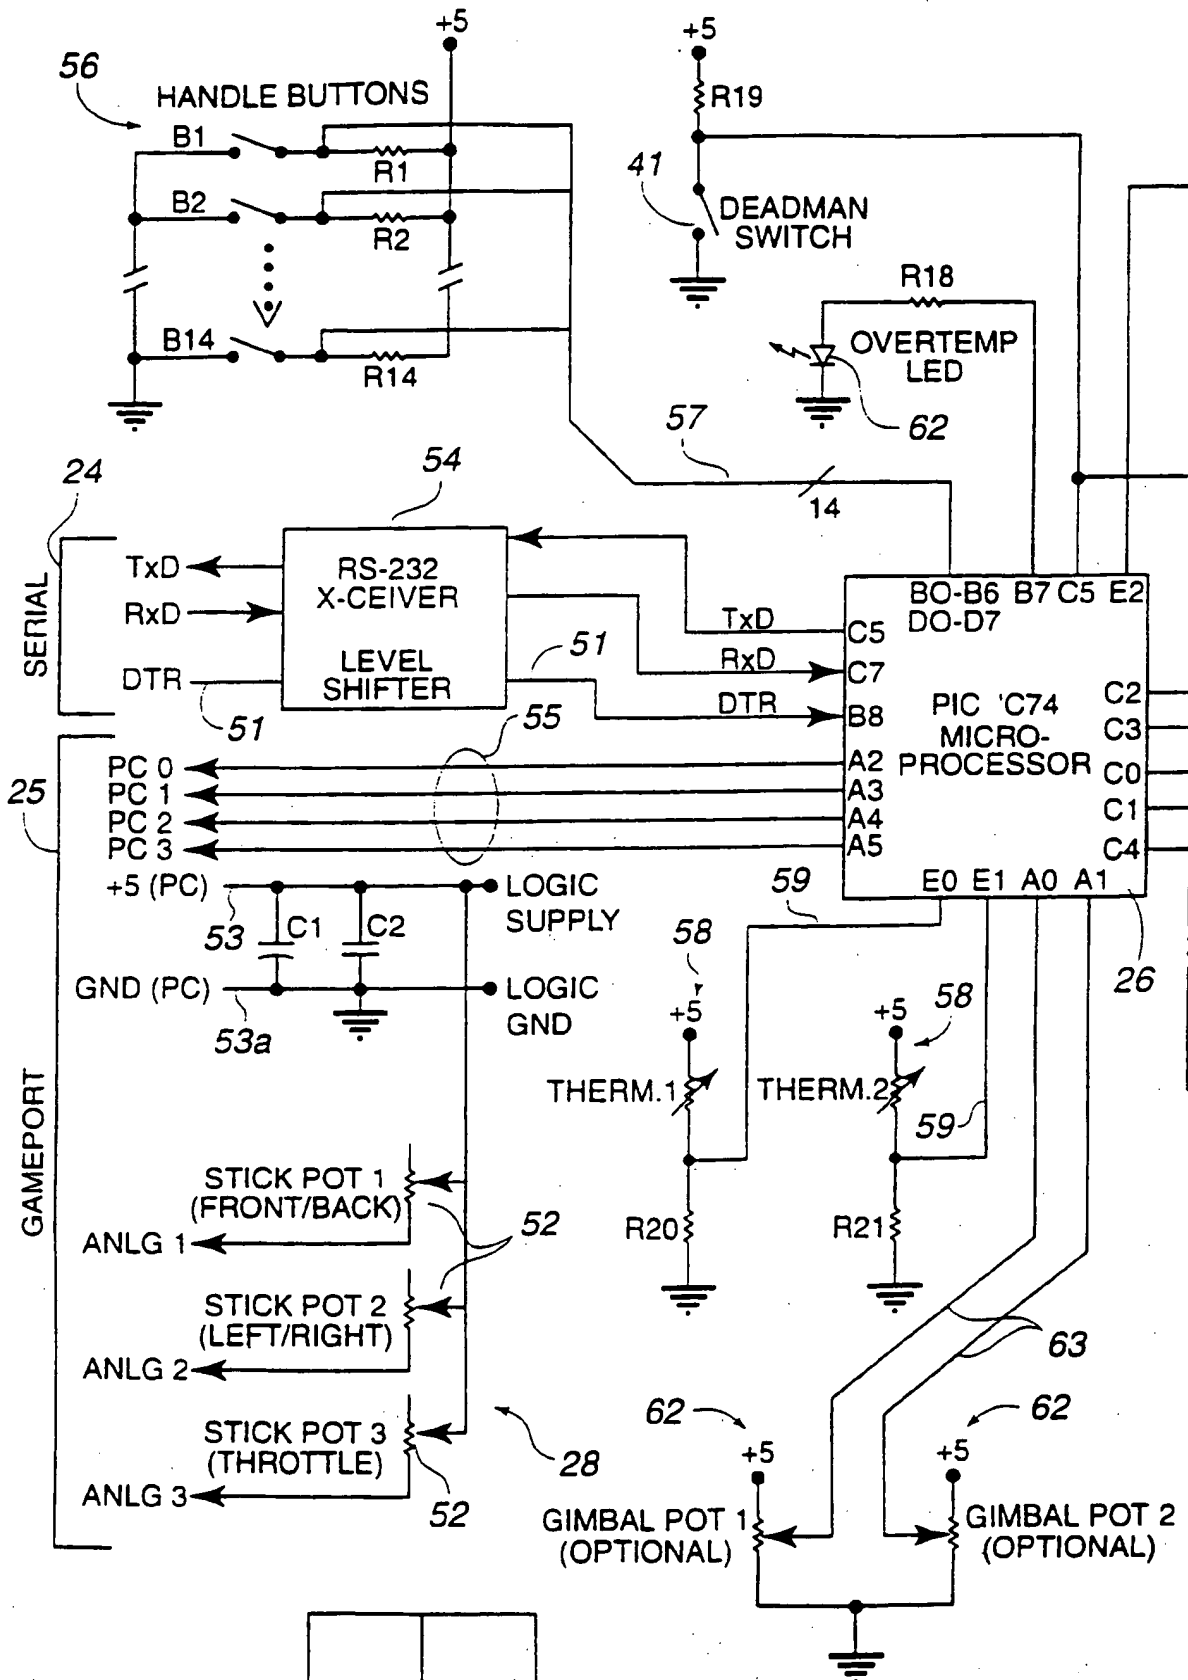 +5
+5
56
HANDLE BUTTONS
R19
B1
R1
41
B2
DEADMAN
SWITCH
R2
R18
B14
OVERTEMP
LED
R14
62
57
24
54
14
TxD
RS-232
X-CEIVER
BO-B6 B7 C5 E2
DO-D7
RxD
TxD
C5
SERIAL
LEVEL
SHIFTER
51
RxD
C7
DTR
C2
51
55
DTR
B8
PIC 'C74
MICRO-
PROCESSOR
C3
PC 0
A2
C0
25
PC 1
A3
C1
PC 2
A4
PC 3
A5
C4
+5 (PC)
LOGIC
SUPPLY
59
E0 E1 A0 A1
53
C1
C2
58
26
GND (PC)
LOGIC
GND
58
53a
+5
+5
GAMEPORT
THERM.1
THERM.2
59
STICK POT 1
(FRONT/BACK)
52
R20
R21
ANLG 1
STICK POT 2
(LEFT/RIGHT)
63
ANLG 2
62
62
STICK POT 3
(THROTTLE)
28
+5
+5
ANLG 3
52
GIMBAL POT 1
(OPTIONAL)
GIMBAL POT 2
(OPTIONAL)